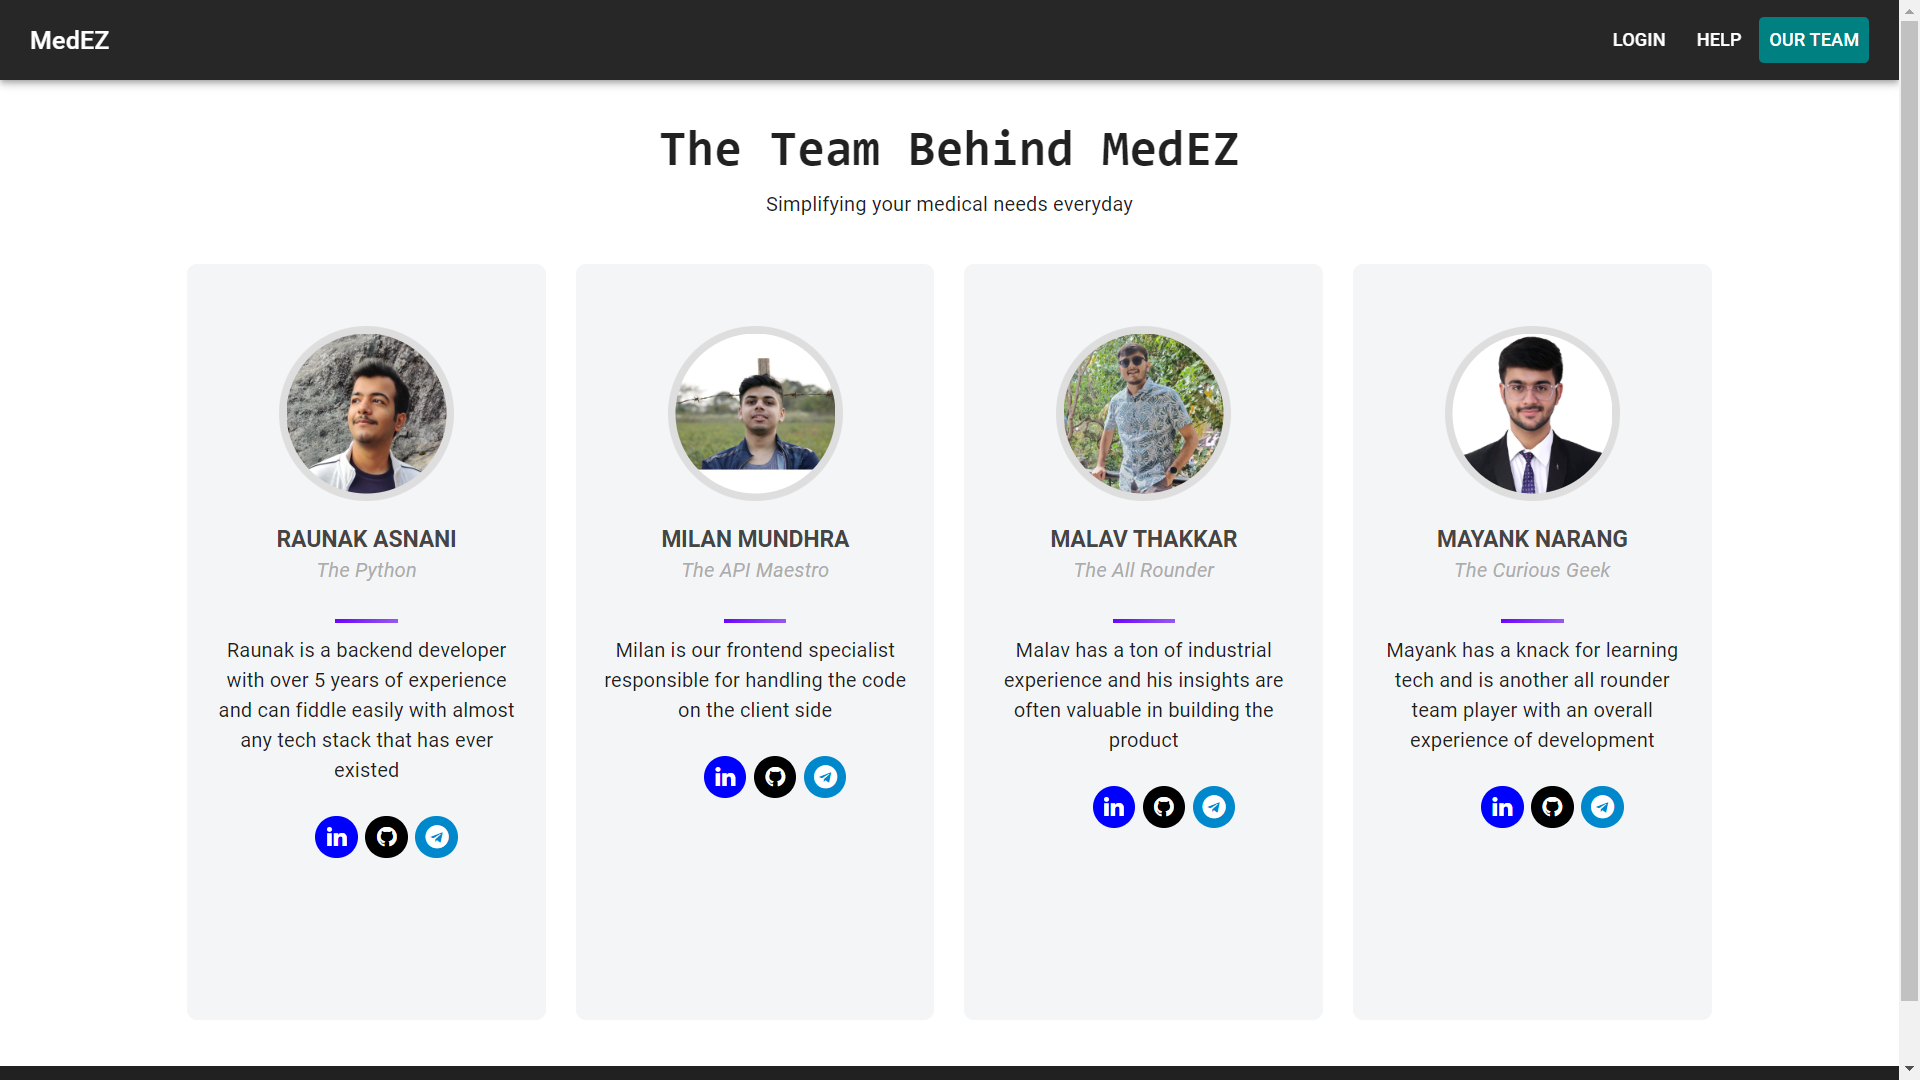 MedEZ
LOGIN
HELP
OUR TEAM
The Team Behind MedEZ
Simplifying your medical needs everyday
RAUNAK ASNANI
The Python
Raunak is a backend developer
with over 5 years of experience
and can fiddle easily with almost
any tech stack that has ever
existed
in
MILAN MUNDHRA
The API Maestro
Milan is our frontend specialist
responsible for handling the code
on the client side
in
MALAV THAKKAR
The All Rounder
Malav has a ton of industrial
experience and his insights are
often valuable in building the
product
in
MAYANK NARANG
The Curious Geek
Mayank has a knack for learning
tech and is another all rounder
team player with an overall
experience of development
in